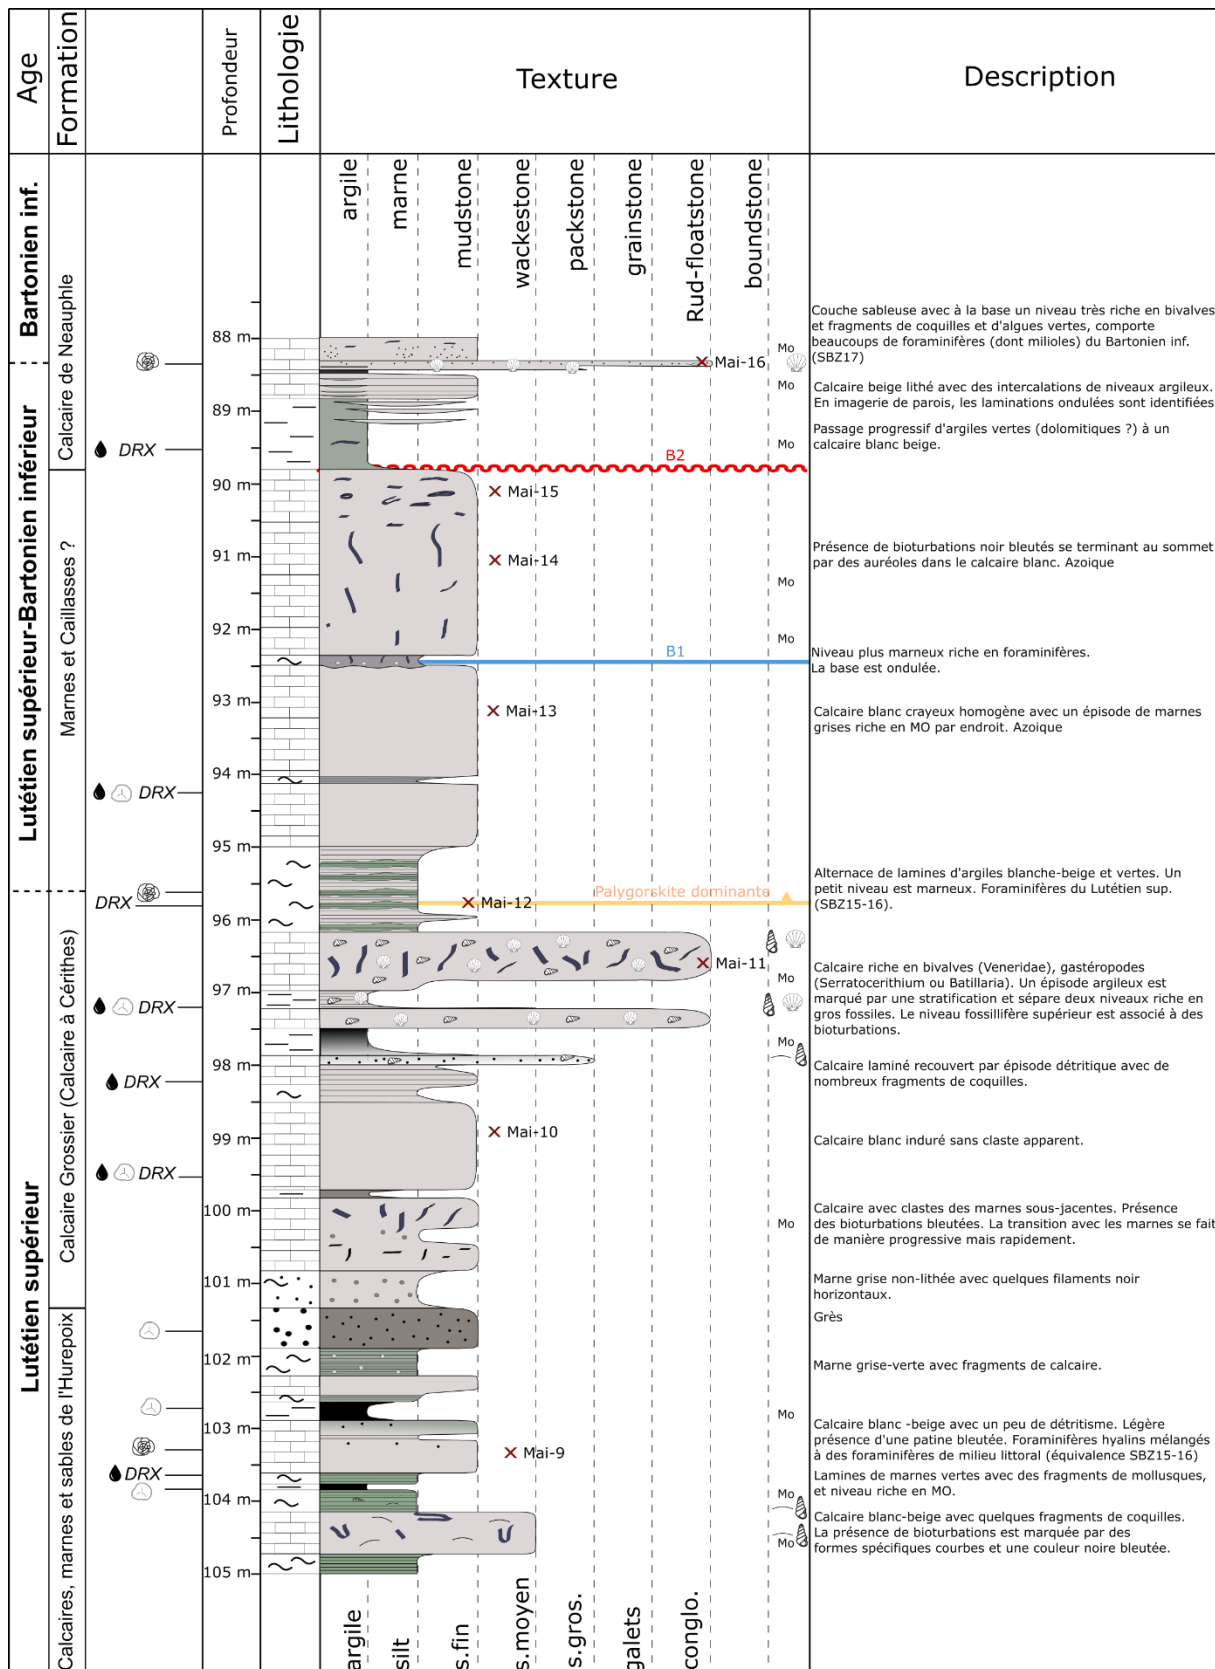 Age
Formation
Profondeur
Lithologie
Texture
Description
argile
marne
mudstone
wackestone
packstone
grainstone
Rud-floatstone
boundstone
Bartonien inf.
Lutétien supérieur-Bartonien inférieur
Lutétien supérieur
Calcaire de Neauphle
Marnes et Caillasses ?
Calcaire Grossier (Calcaire à Cérithes)
Calcaires, marnes et sables de l'Hurepoix
DRX
DRX
DRX
DRX
DRX
DRX
DRX
88 m
89 m
90 m
91 m
92 m
93 m
94 m
95 m
96 m
97 m
98 m
99 m
100 m
101 m
102 m
103 m
104 m
105 m
Mai-16
B2
Mai-15
Mai-14
B1
Mai-13
Palygorskite dominante
Mai-12
Mai-11
Mai-10
Mai-9
Mo
Mo
Mo
Mo
Mo
Mo
Mo
Mo
Mo
Mo
Mo
Couche sableuse avec à la base un niveau très riche en bivalves
et fragments de coquilles et d'algues vertes, comporte
beaucoup de foraminifères (dont milioles) du Bartonien inf.
(SBZ17)
Calcaire beige lithé avec des intercalations de niveaux argileux.
En imagerie de parois, les laminations ondulées sont identifiées
Passage progressif d'argiles vertes (dolomitiques ?) à un
calcaire blanc beige.
Présence de bioturbations noir bleutés se terminant au sommet
par des auréoles dans le calcaire blanc. Azoique
Niveau plus marneux riche en foraminifères.
La base est ondulée.
Calcaire blanc crayeux homogène avec un épisode de marnes
grises riche en MO par endroit. Azoique
Alternace de lamines d'argiles blanche-beige et vertes. Un
petit niveau est marneux. Foraminifères du Lutétien sup.
(SBZ15-16).
Calcaire riche en bivalves (Veneridae), gastéropodes
(Serratocerithium ou Batillaria). Un épisode argileux est
marqué par une stratification et sépare deux niveaux riche en
gros fossiles. Le niveau fossillifère supérieur est associé à des
bioturbations.
Calcaire laminé recouvert par épisode détritique avec de
nombreux fragments de coquilles.
Calcaire blanc induré sans claste apparent.
Calcaire avec clastes des marnes sous-jacentes. Présence
des bioturbations bleutées. La transition avec les marnes se fait
de manière progressive mais rapidement.
Marne grise non-lithée avec quelques filaments noir
horizontaux.
Grès
Marne grise-verte avec fragments de calcaire.
Calcaire blanc -beige avec un peu de détritisme. Légère
présence d'une patine bleutée. Foraminifères hyalins mélangés
à des foraminifères de milieu littoral (équivalence SBZ15-16)
Lamines de marnes vertes avec des fragments de mollusques,
et niveau riche en MO.
Calcaire blanc-beige avec quelques fragments de coquilles.
La présence de bioturbations est marquée par des
formes spécifiques courbes et une couleur noire bleutée.
argile
silt
s.fin
s.moyen
s.gros.
galets
conglo.